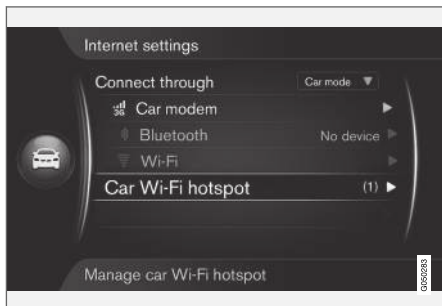 Internet settings
Connect through Car mode
3G Car modem
Bluetooth No device
Wi-Fi
Car Wi-Fi hotspot (1)
Manage car Wi-Fi hotspot
G050283